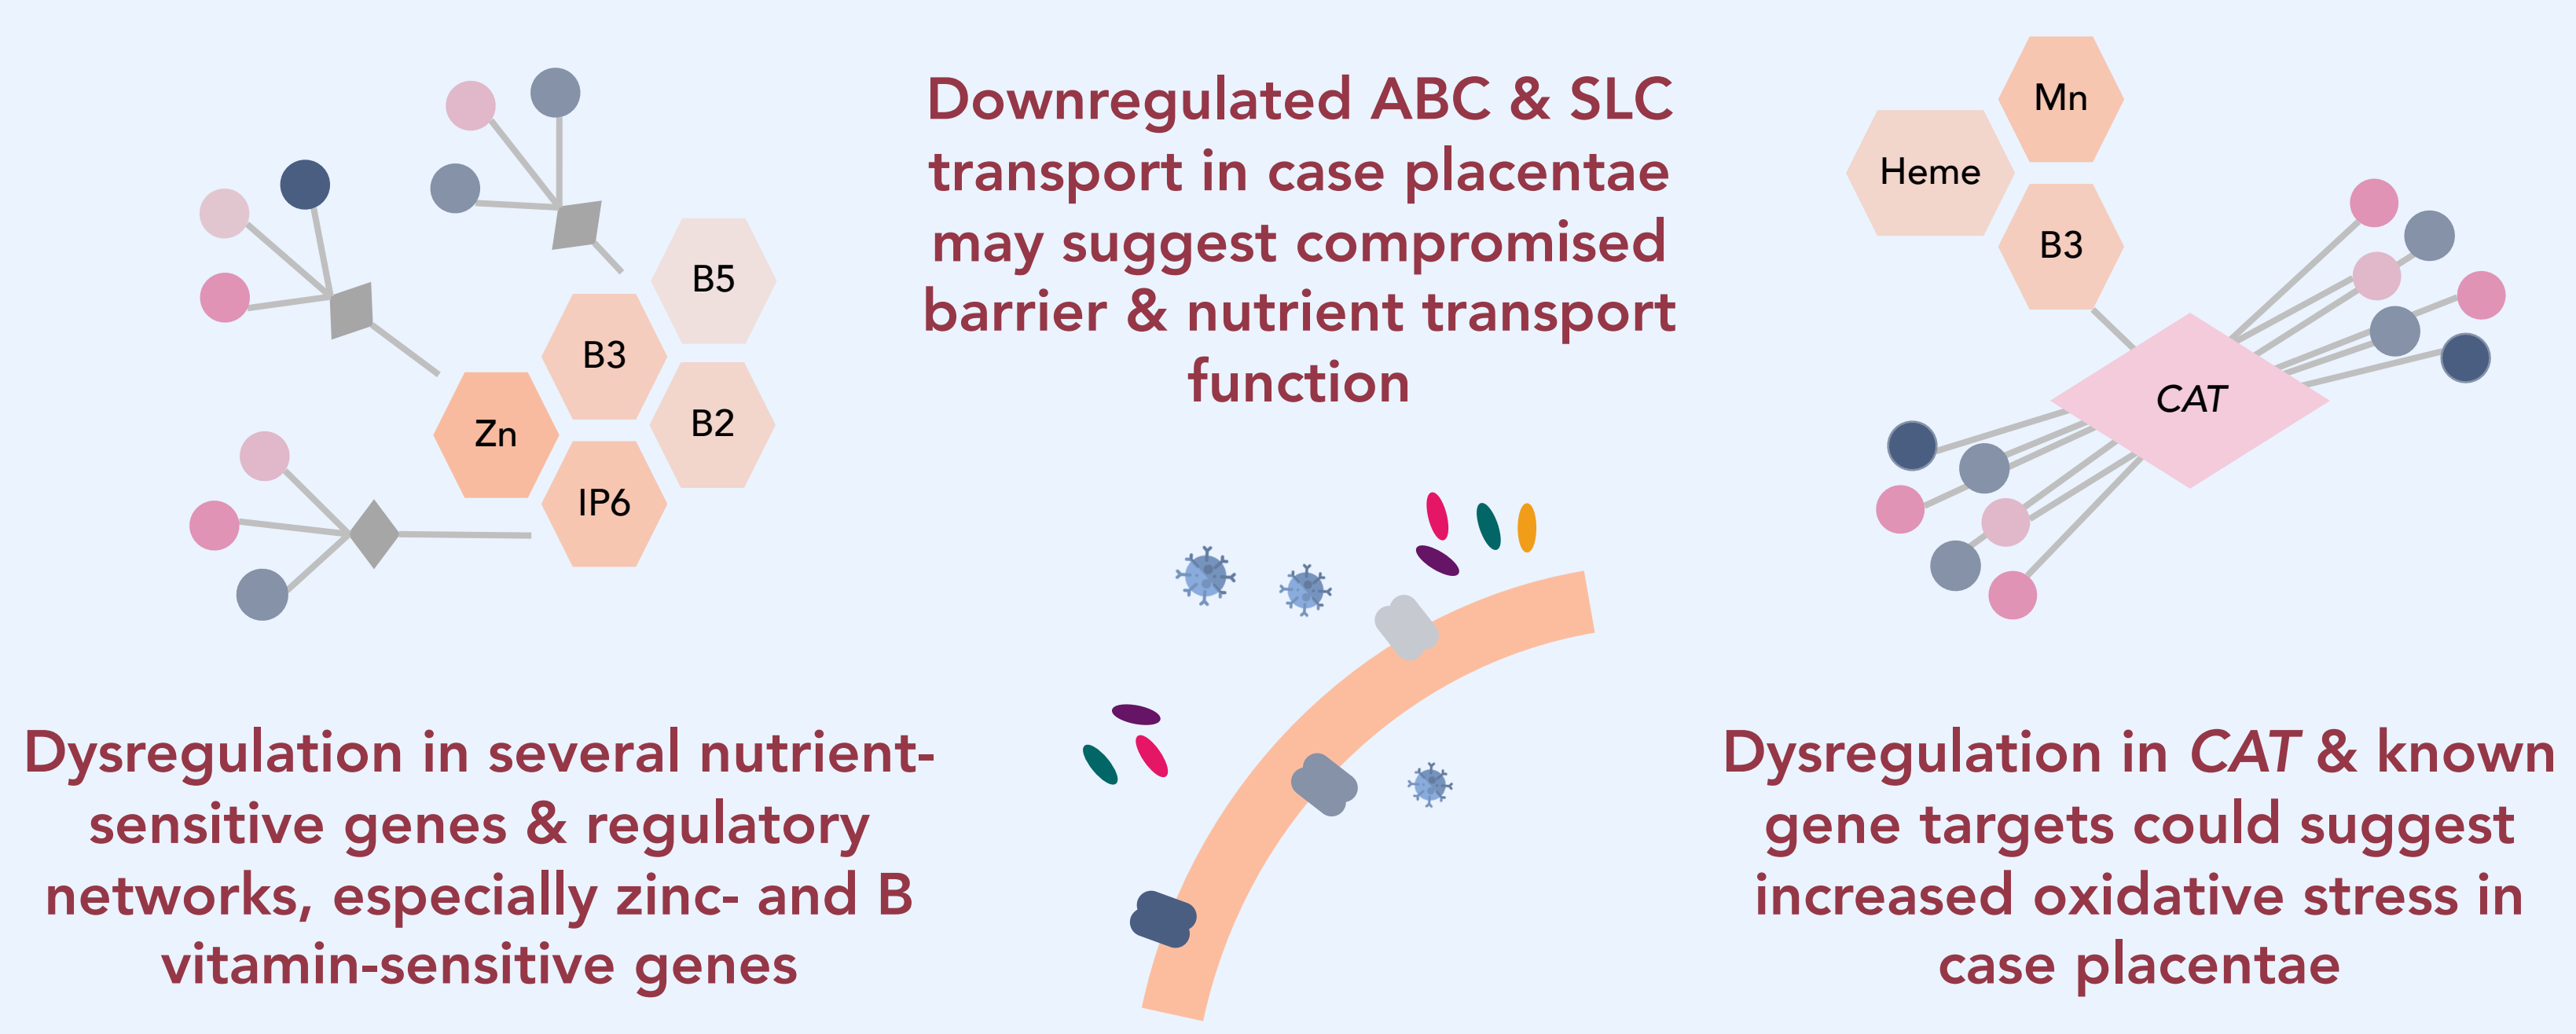 B5
B3
B2
Zn
IP6
Dysregulation in several nutrient-
sensitive genes & regulatory
networks, especially zinc- and B
vitamin-sensitive genes
Downregulated ABC & SLC
transport in case placentae
may suggest compromised
barrier & nutrient transport
function
Mn
Heme
B3
CAT
Dysregulation in CAT & known
gene targets could suggest
increased oxidative stress in
case placentae